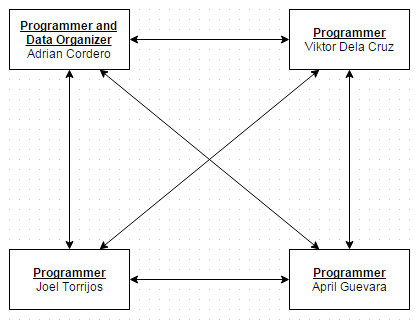 Programmer and
Data Organizer
Adrian Cordero
Programmer
Viktor Dela Cruz
Programmer
Joel Torrijos
Programmer
April Guevara